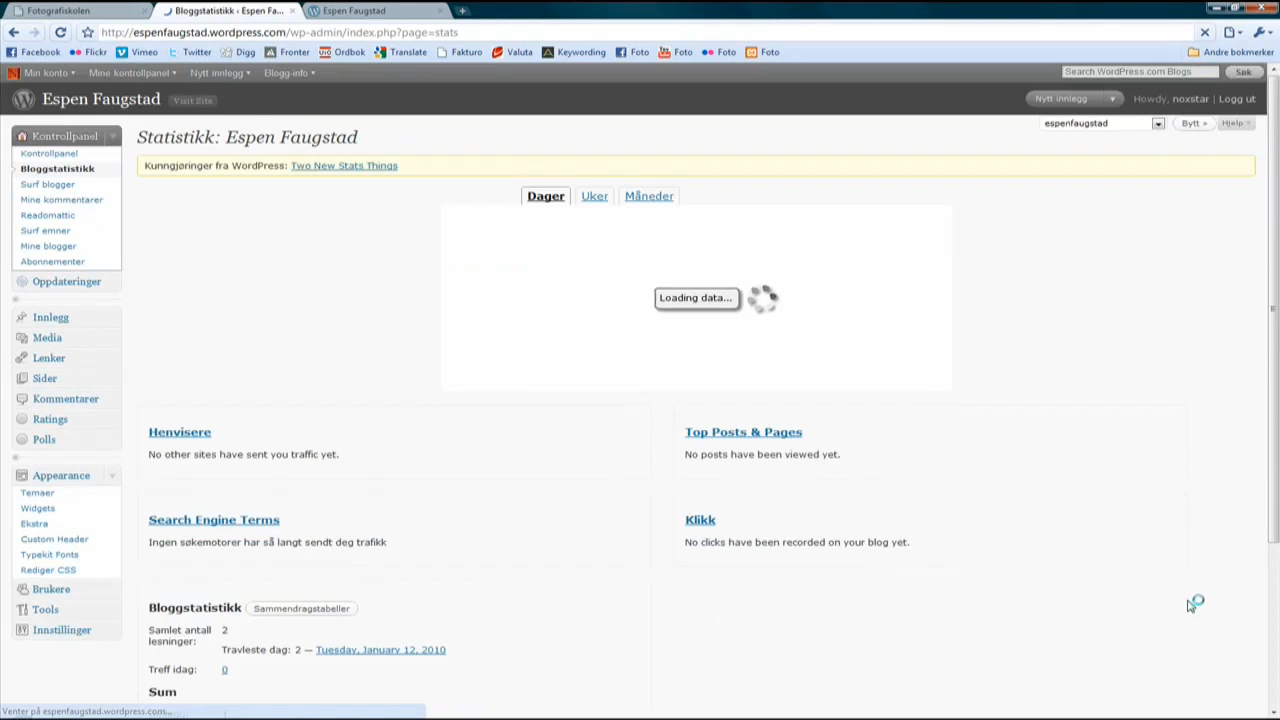 Fotografiskolen
Bloggstatistikk ‹ Espen Fa...
Espen Faugstad
http://espenfaugstad.wordpress.com/wp-admin/index.php?page=stats
Facebook Flickr Vimeo Twitter Digg Fronter Ordbok Translate Fakturo Valuta Keywording Foto Foto Foto Foto Andre bokmerker
Min konto Mine kontrollpanel Nytt innlegg Blogg-info Search WordPress.com Blogs Søk
Espen Faugstad Visit Site Nytt innlegg Howdy, noxstar | Logg ut
espenfaugstad Bytt » Hjelp
Kontrollpanel
Kontrollpanel
Bloggstatistikk
Surf blogger
Mine kommentarer
Readomattic
Surf emner
Mine blogger
Abonnementer
Oppdateringer
Innlegg
Media
Lenker
Sider
Kommentarer
Ratings
Polls
Appearance
Temaer
Widgets
Ekstra
Custom Header
Typekit Fonts
Rediger CSS
Brukere
Tools
Innstillinger
Statistikk: Espen Faugstad
Kunngjøringer fra WordPress: Two New Stats Things
Dager Uker Måneder
Loading data...
Henvisere
No other sites have sent you traffic yet.
Top Posts & Pages
No posts have been viewed yet.
Search Engine Terms
Ingen søkemotorer har så langt sendt deg trafikk
Klikk
No clicks have been recorded on your blog yet.
Bloggstatistikk Sammendragstabeller
Samlet antall 2
lesninger:
Travleste dag: 2 — Tuesday, January 12, 2010
Treff idag: 0
Sum
Venter på espenfaugstad.wordpress.com...